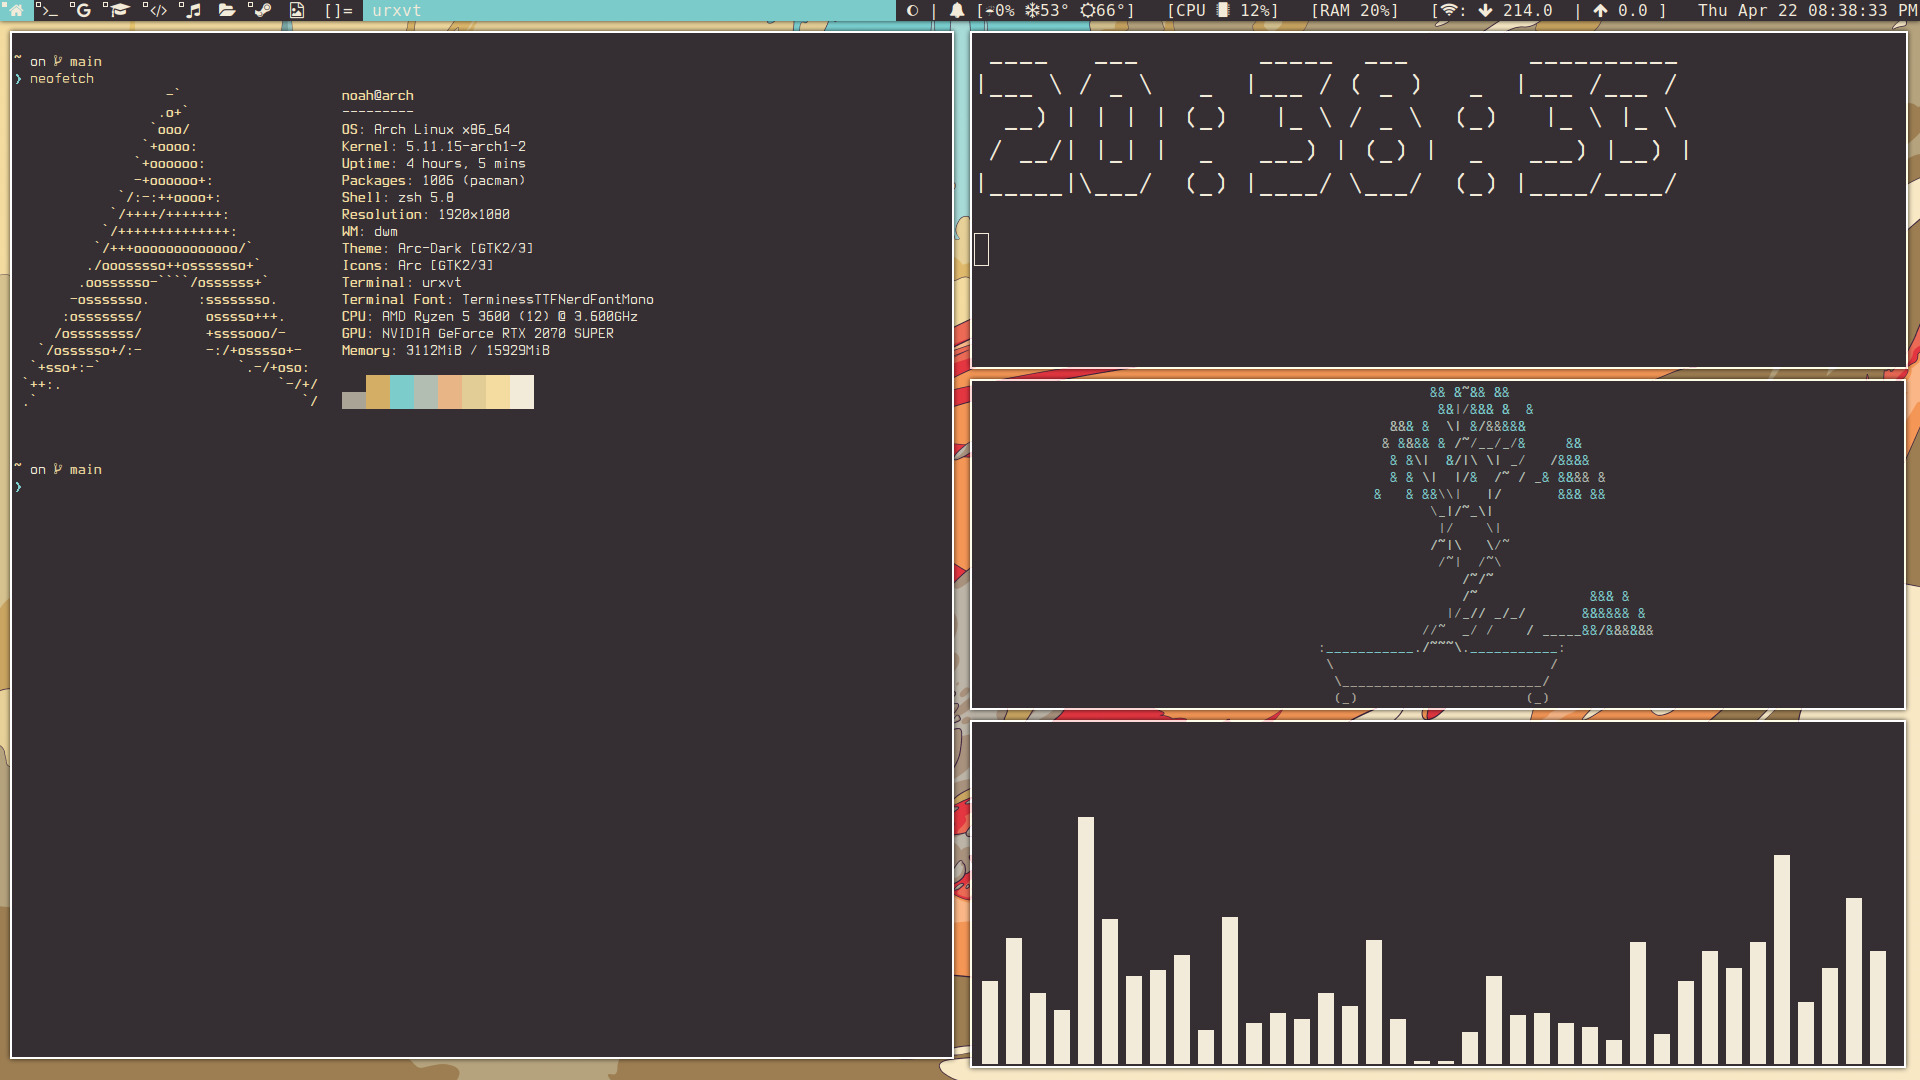 []= urxvt | [0% 53° 66°] [CPU 12%] [RAM 20%] [: 214.0 | 0.0 ] Thu Apr 22 08:38:33 PM
~ on main
❯ neofetch
noah@arch
---------
OS: Arch Linux x86_64
Kernel: 5.11.15-arch1-2
Uptime: 4 hours, 5 mins
Packages: 1006 (pacman)
Shell: zsh 5.8
Resolution: 1920x1080
WM: dwm
Theme: Arc-Dark [GTK2/3]
Icons: Arc [GTK2/3]
Terminal: urxvt
Terminal Font: TerminessTTFNerdFontMono
CPU: AMD Ryzen 5 3600 (12) @ 3.600GHz
GPU: NVIDIA GeForce RTX 2070 SUPER
Memory: 3112MiB / 15929MiB
~ on main
❯
20:38:33